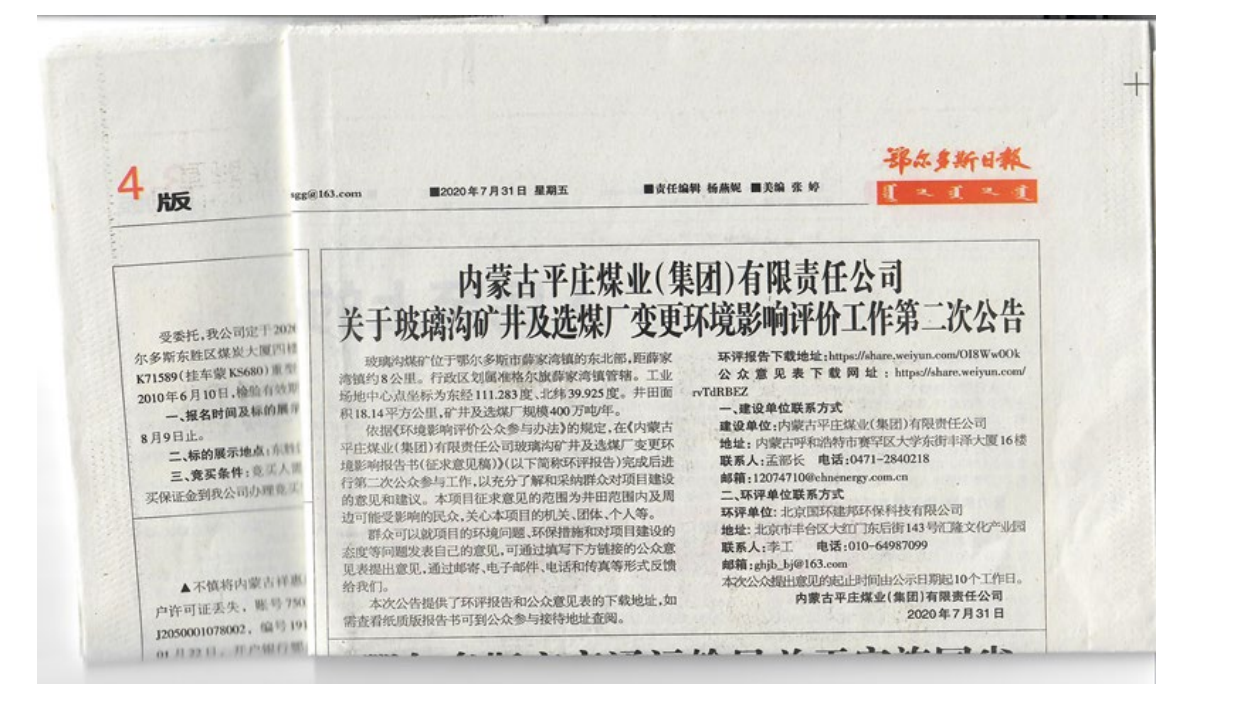 4版
sgg@163.com
■2020年7月31日 星期五
■责任编辑 杨燕妮 ■美编 张 婷
鄂尔多斯日报
受委托,我公司定于202
尔多斯东胜区煤炭大厦四楼
K71589(挂车蒙KS680)重型
2010年6月10日,检验有效期
一、报名时间及标的展示
8月9日止。
二、标的展示地点:东胜
三、竞买条件:竞买人需
买保证金到我公司办理竞买
▲不慎将内蒙古祥惠
户许可证丢失，账号750
J2050001078002，编号191
01月22日，开户银行鄂
内蒙古平庄煤业(集团)有限责任公司
关于玻璃沟矿井及选煤厂变更环境影响评价工作第二次公告
玻璃沟煤矿位于鄂尔多斯市薛家湾镇的东北部,距薛家
湾镇约8公里。行政区划属准格尔旗薛家湾镇管辖。工业
场地中心点坐标为东经111.283度、北纬39.925度。井田面
积18.14平方公里,矿井及选煤厂规模400万吨/年。
依据《环境影响评价公众参与办法》的规定,在《内蒙古
平庄煤业(集团)有限责任公司玻璃沟矿井及选煤厂变更环
境影响报告书(征求意见稿)》(以下简称环评报告)完成后进
行第二次公众参与工作,以充分了解和采纳群众对项目建设
的意见和建议。本项目征求意见的范围为井田范围内及周
边可能受影响的民众,关心本项目的机关、团体、个人等。
群众可以就项目的环境问题、环保措施和对项目建设的
态度等问题发表自己的意见,可通过填写下方链接的公众意
见表提出意见,通过邮寄、电子邮件、电话和传真等形式反馈
给我们。
本次公告提供了环评报告和公众意见表的下载地址,如
需查看纸质版报告书可到公众参与接待地址查阅。
环评报告下载地址:https://share.weiyun.com/OI8Ww0Ok
公众意见表下载网址：https://share.weiyun.com/
rvTdRBEZ
一、建设单位联系方式
建设单位:内蒙古平庄煤业(集团)有限责任公司
地址：内蒙古呼和浩特市赛罕区大学东街丰泽大厦16楼
联系人:孟部长 电话:0471-2840218
邮箱:12074710@chnenergy.com.cn
二、环评单位联系方式
环评单位: 北京国环建邦环保科技有限公司
地址：北京市丰台区大红门东后街143号汇隆文化产业园
联系人:李工 电话:010-64987099
邮箱:ghjb_bj@163.com
本次公众提出意见的起止时间由公示日期起10个工作日。
内蒙古平庄煤业(集团)有限责任公司
2020年7月31日